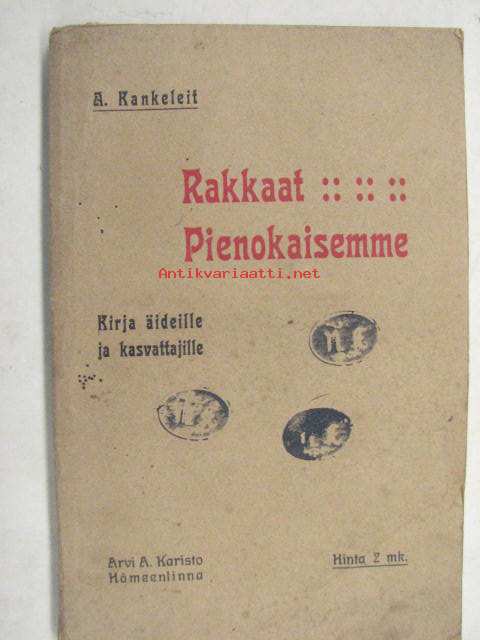 A. Kankeleit
Rakkaat :: :: ::
Pienokaisemme
Antikvariaatti.net
Kirja äideille
ja kasvattajille
Arvi A. Karisto
Hämeenlinna
Hinta 2 mk.